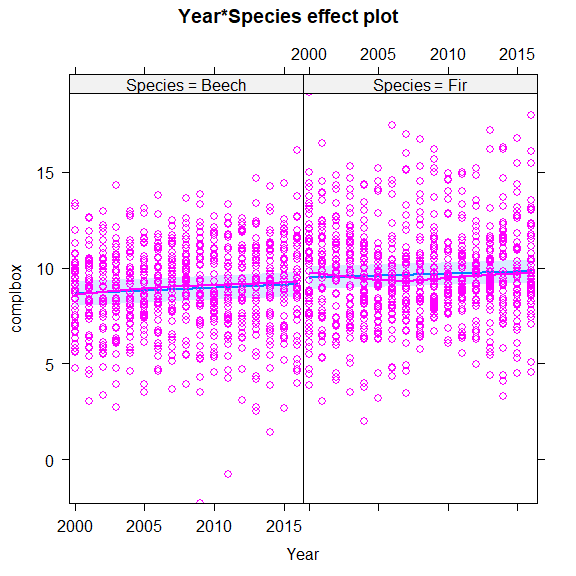 Year*Species effect plot
2000 2005 2010 2015
Species = Beech Species = Fir
15
10
5
0
complbox
2000 2005 2010 2015
Year